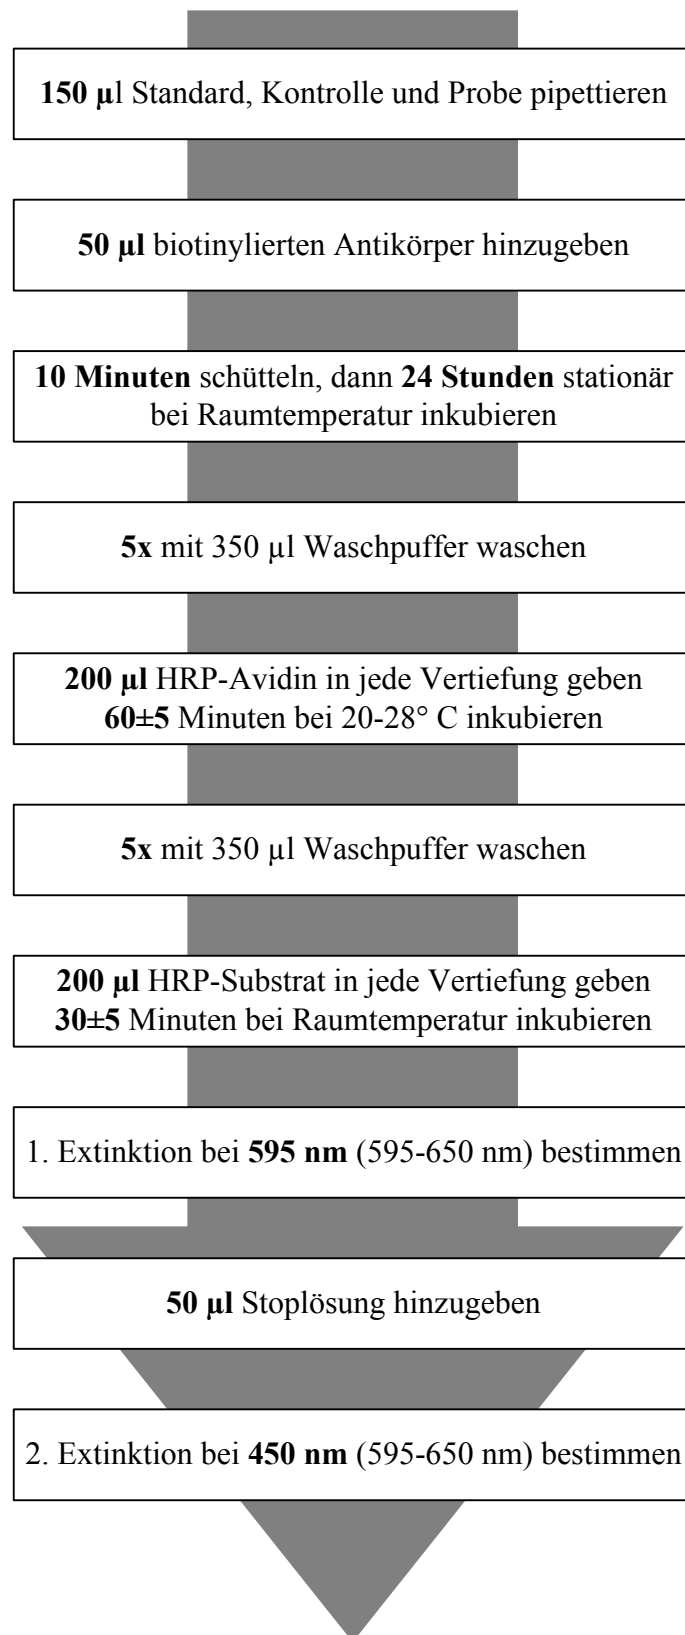 150 µl Standard, Kontrolle und Probe pipettieren
50 µl biotinylierten Antikörper hinzugeben
10 Minuten schütteln, dann 24 Stunden stationär
bei Raumtemperatur inkubieren
5x mit 350 µl Waschpuffer waschen
200 µl HRP-Avidin in jede Vertiefung geben
60±5 Minuten bei 20-28° C inkubieren
5x mit 350 µl Waschpuffer waschen
200 µl HRP-Substrat in jede Vertiefung geben
30±5 Minuten bei Raumtemperatur inkubieren
1. Extinktion bei 595 nm (595-650 nm) bestimmen
50 µl Stoplösung hinzugeben
2. Extinktion bei 450 nm (595-650 nm) bestimmen